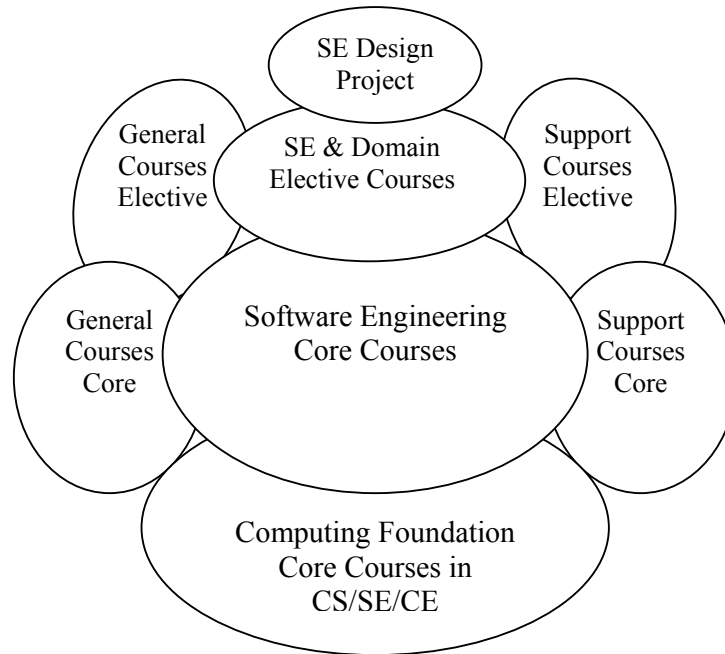 SE Design
Project
General
Courses
Elective
SE & Domain
Elective Courses
Support
Courses
Elective
General
Courses
Core
Software Engineering
Core Courses
Support
Courses
Core
Computing Foundation
Core Courses in
CS/SE/CE